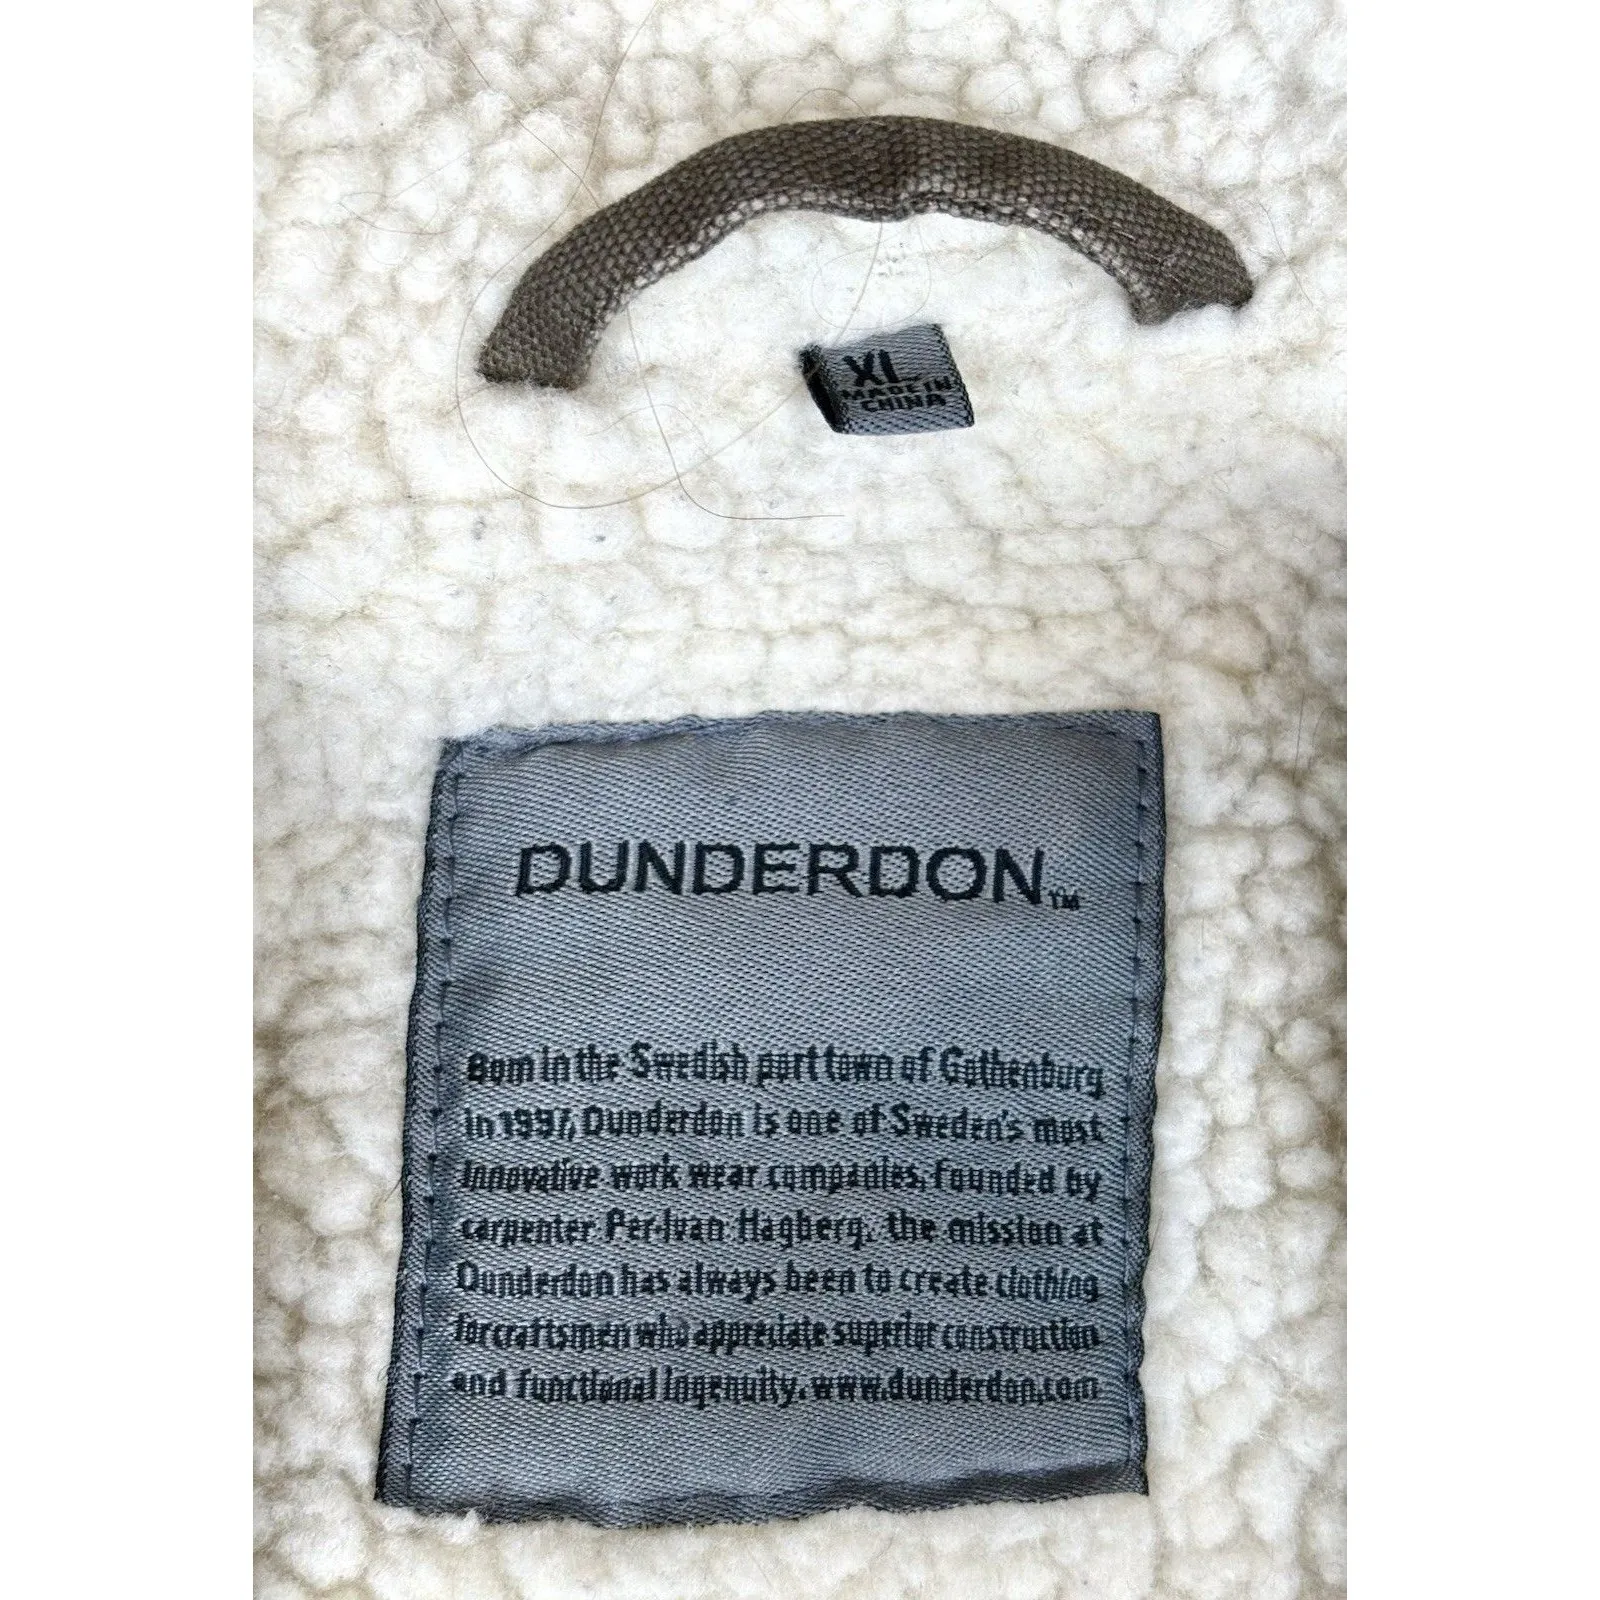 XL
MADE IN
CHINA
DUNDERDON™
Born in the Swedish port town of Gothenburg
in 1997, Dunderdon is one of Sweden's most
innovative work wear companies. Founded by
carpenter Per-Ivan Hagberg, the mission at
Dunderdon has always been to create clothing
for craftsmen who appreciate superior construction
and functional ingenuity. www.dunderdon.com